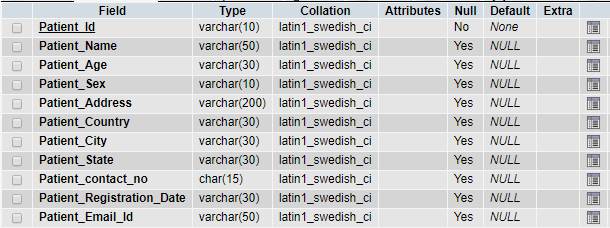 Field Type Collation Attributes Null Default Extra
Patient_Id varchar(10) latin1_swedish_ci No None
Patient_Name varchar(50) latin1_swedish_ci Yes NULL
Patient_Age varchar(30) latin1_swedish_ci Yes NULL
Patient_Sex varchar(10) latin1_swedish_ci Yes NULL
Patient_Address varchar(200) latin1_swedish_ci Yes NULL
Patient_Country varchar(30) latin1_swedish_ci Yes NULL
Patient_City varchar(30) latin1_swedish_ci Yes NULL
Patient_State varchar(30) latin1_swedish_ci Yes NULL
Patient_contact_no char(15) latin1_swedish_ci Yes NULL
Patient_Registration_Date varchar(30) latin1_swedish_ci Yes NULL
Patient_Email_Id varchar(50) latin1_swedish_ci Yes NULL